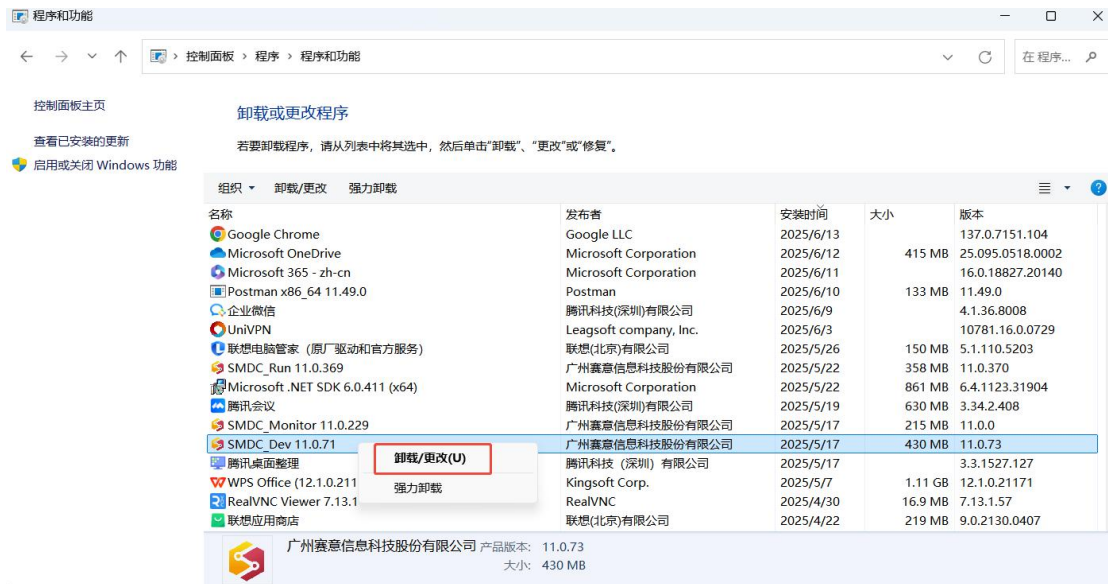 程序和功能
控制面板 › 程序 › 程序和功能
在 程序...
控制面板主页
查看已安装的更新
启用或关闭 Windows 功能
卸载或更改程序
若要卸载程序，请从列表中将其选中，然后单击“卸载”、“更改”或“修复”。
组织 卸载/更改 强力卸载
名称 发布者 安装时间 大小 版本
Google Chrome Google LLC 2025/6/13 137.0.7151.104
Microsoft OneDrive Microsoft Corporation 2025/6/12 415 MB 25.095.0518.0002
Microsoft 365 - zh-cn Microsoft Corporation 2025/6/11 16.0.18827.20140
Postman x86_64 11.49.0 Postman 2025/6/10 133 MB 11.49.0
企业微信 腾讯科技(深圳)有限公司 2025/6/9 4.1.36.8008
UniVPN Leagsoft company, Inc. 2025/6/3 10781.16.0.0729
联想电脑管家（原厂驱动和官方服务） 联想(北京)有限公司 2025/5/26 150 MB 5.1.110.5203
SMDC_Run 11.0.369 广州赛意信息科技股份有限公司 2025/5/22 358 MB 11.0.370
Microsoft .NET SDK 6.0.411 (x64) Microsoft Corporation 2025/5/22 861 MB 6.4.1123.31904
腾讯会议 腾讯科技(深圳)有限公司 2025/5/19 630 MB 3.34.2.408
SMDC_Monitor 11.0.229 广州赛意信息科技股份有限公司 2025/5/17 215 MB 11.0.0
SMDC_Dev 11.0.71 广州赛意信息科技股份有限公司 2025/5/17 430 MB 11.0.73
卸载/更改(U)
腾讯桌面整理 腾讯科技（深圳）有限公司 2025/5/17 3.3.1527.127
WPS Office (12.1.0.211 Kingsoft Corp. 2025/5/7 1.11 GB 12.1.0.21171
强力卸载
RealVNC Viewer 7.13.1 RealVNC 2025/4/30 16.9 MB 7.13.1.57
联想应用商店 联想(北京)有限公司 2025/4/22 219 MB 9.0.2130.0407
广州赛意信息科技股份有限公司 产品版本: 11.0.73
大小: 430 MB